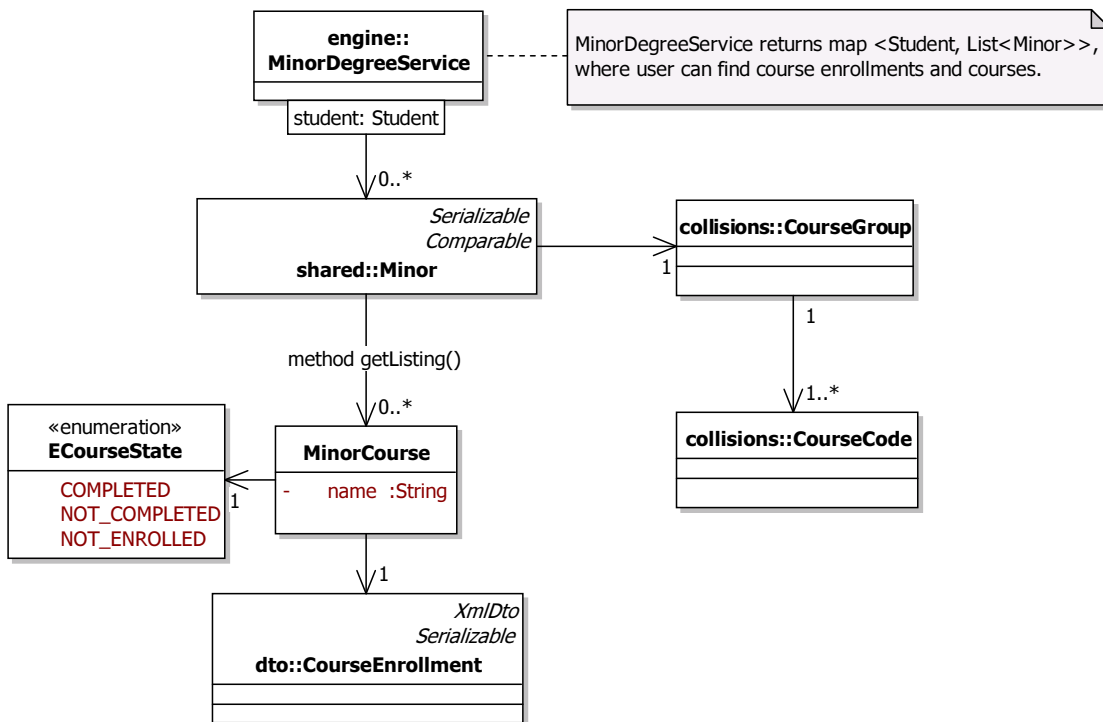 engine::
MinorDegreeService
MinorDegreeService returns map <Student, List<Minor>>,
where user can find course enrollments and courses.
student: Student
0..*
Serializable
Comparable
shared::Minor
collisions::CourseGroup
1
1
method getListing()
0..*
1..*
«enumeration»
ECourseState
COMPLETED
NOT_COMPLETED
NOT_ENROLLED
1
MinorCourse
- name :String
collisions::CourseCode
1
XmlDto
Serializable
dto::CourseEnrollment